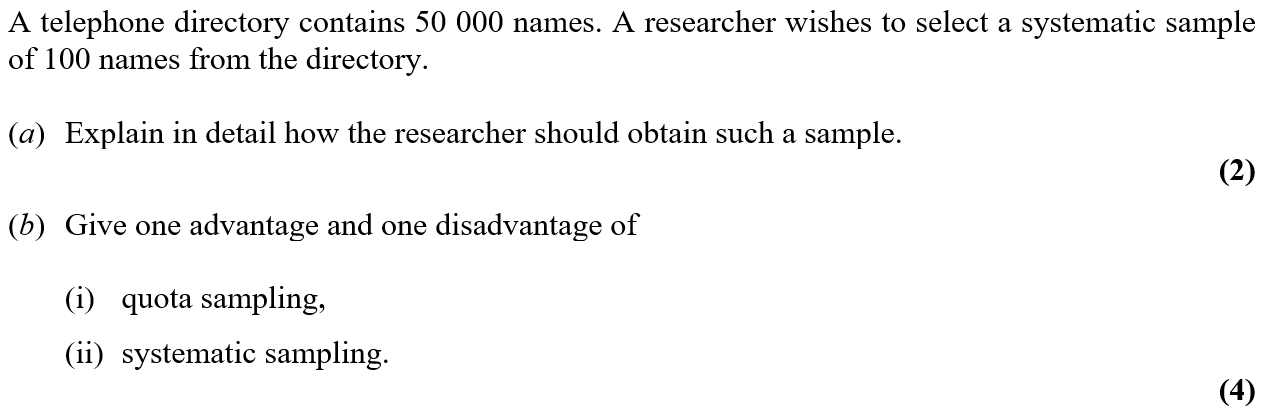 A telephone directory contains 50 000 names. A researcher wishes to select a systematic sample
of 100 names from the directory.
(a) Explain in detail how the researcher should obtain such a sample.
(2)
(b) Give one advantage and one disadvantage of
(i) quota sampling,
(ii) systematic sampling.
(4)